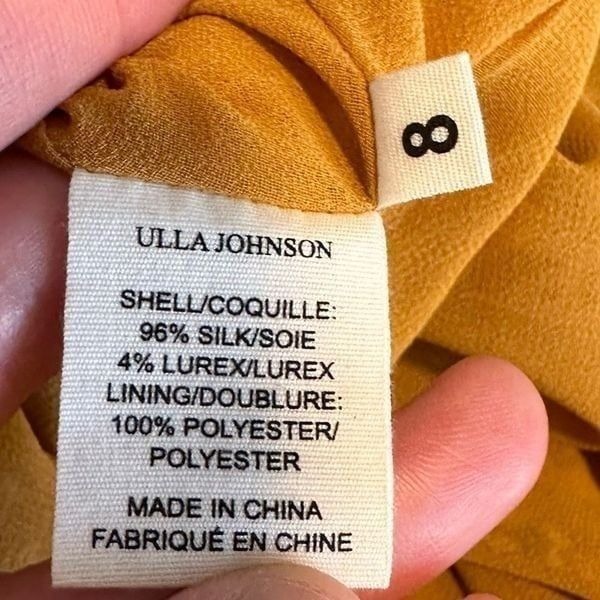 8
ULLA JOHNSON
SHELL/COQUILLE:
96% SILK/SOIE
4% LUREX/LUREX
LINING/DOUBLURE:
100% POLYESTER/
POLYESTER
MADE IN CHINA
FABRIQUÉ EN CHINE